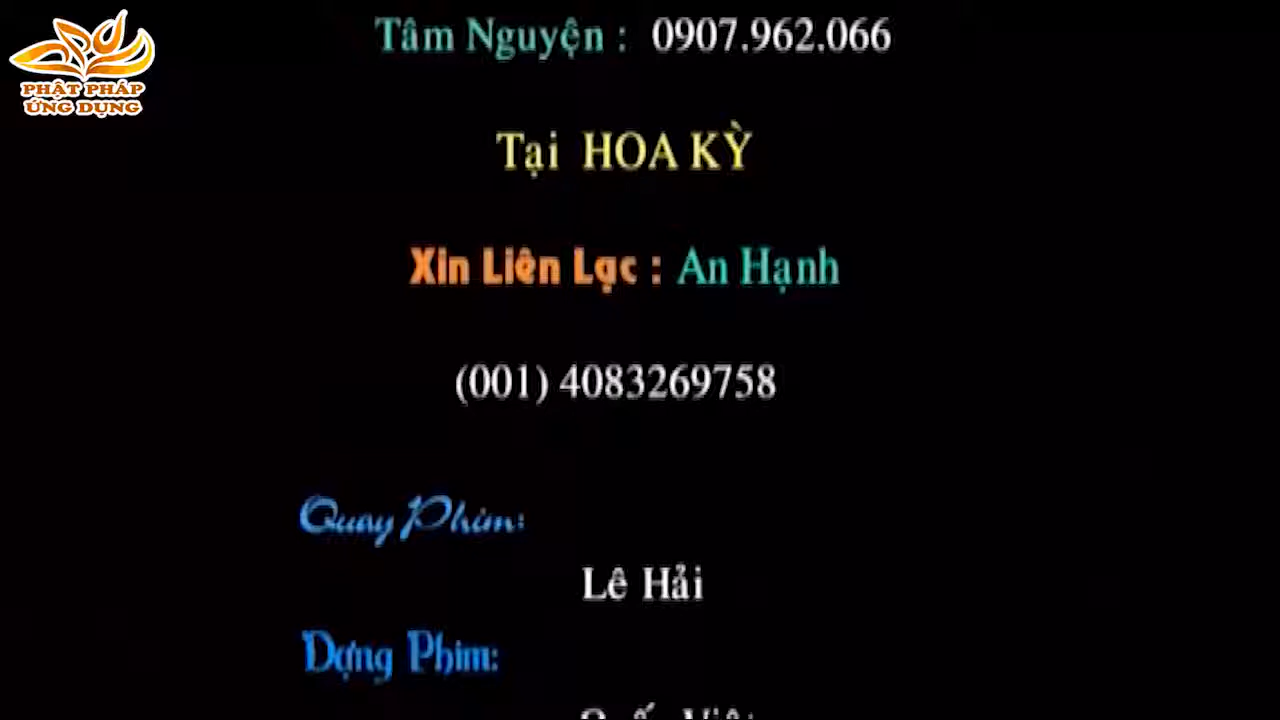 PHẬT PHÁP
ỨNG DỤNG
Tâm Nguyện : 0907.962.066
Tại HOA KỲ
Xin Liên Lạc : An Hạnh
(001) 4083269758
Quay Phim:
Lê Hải
Dựng Phim: